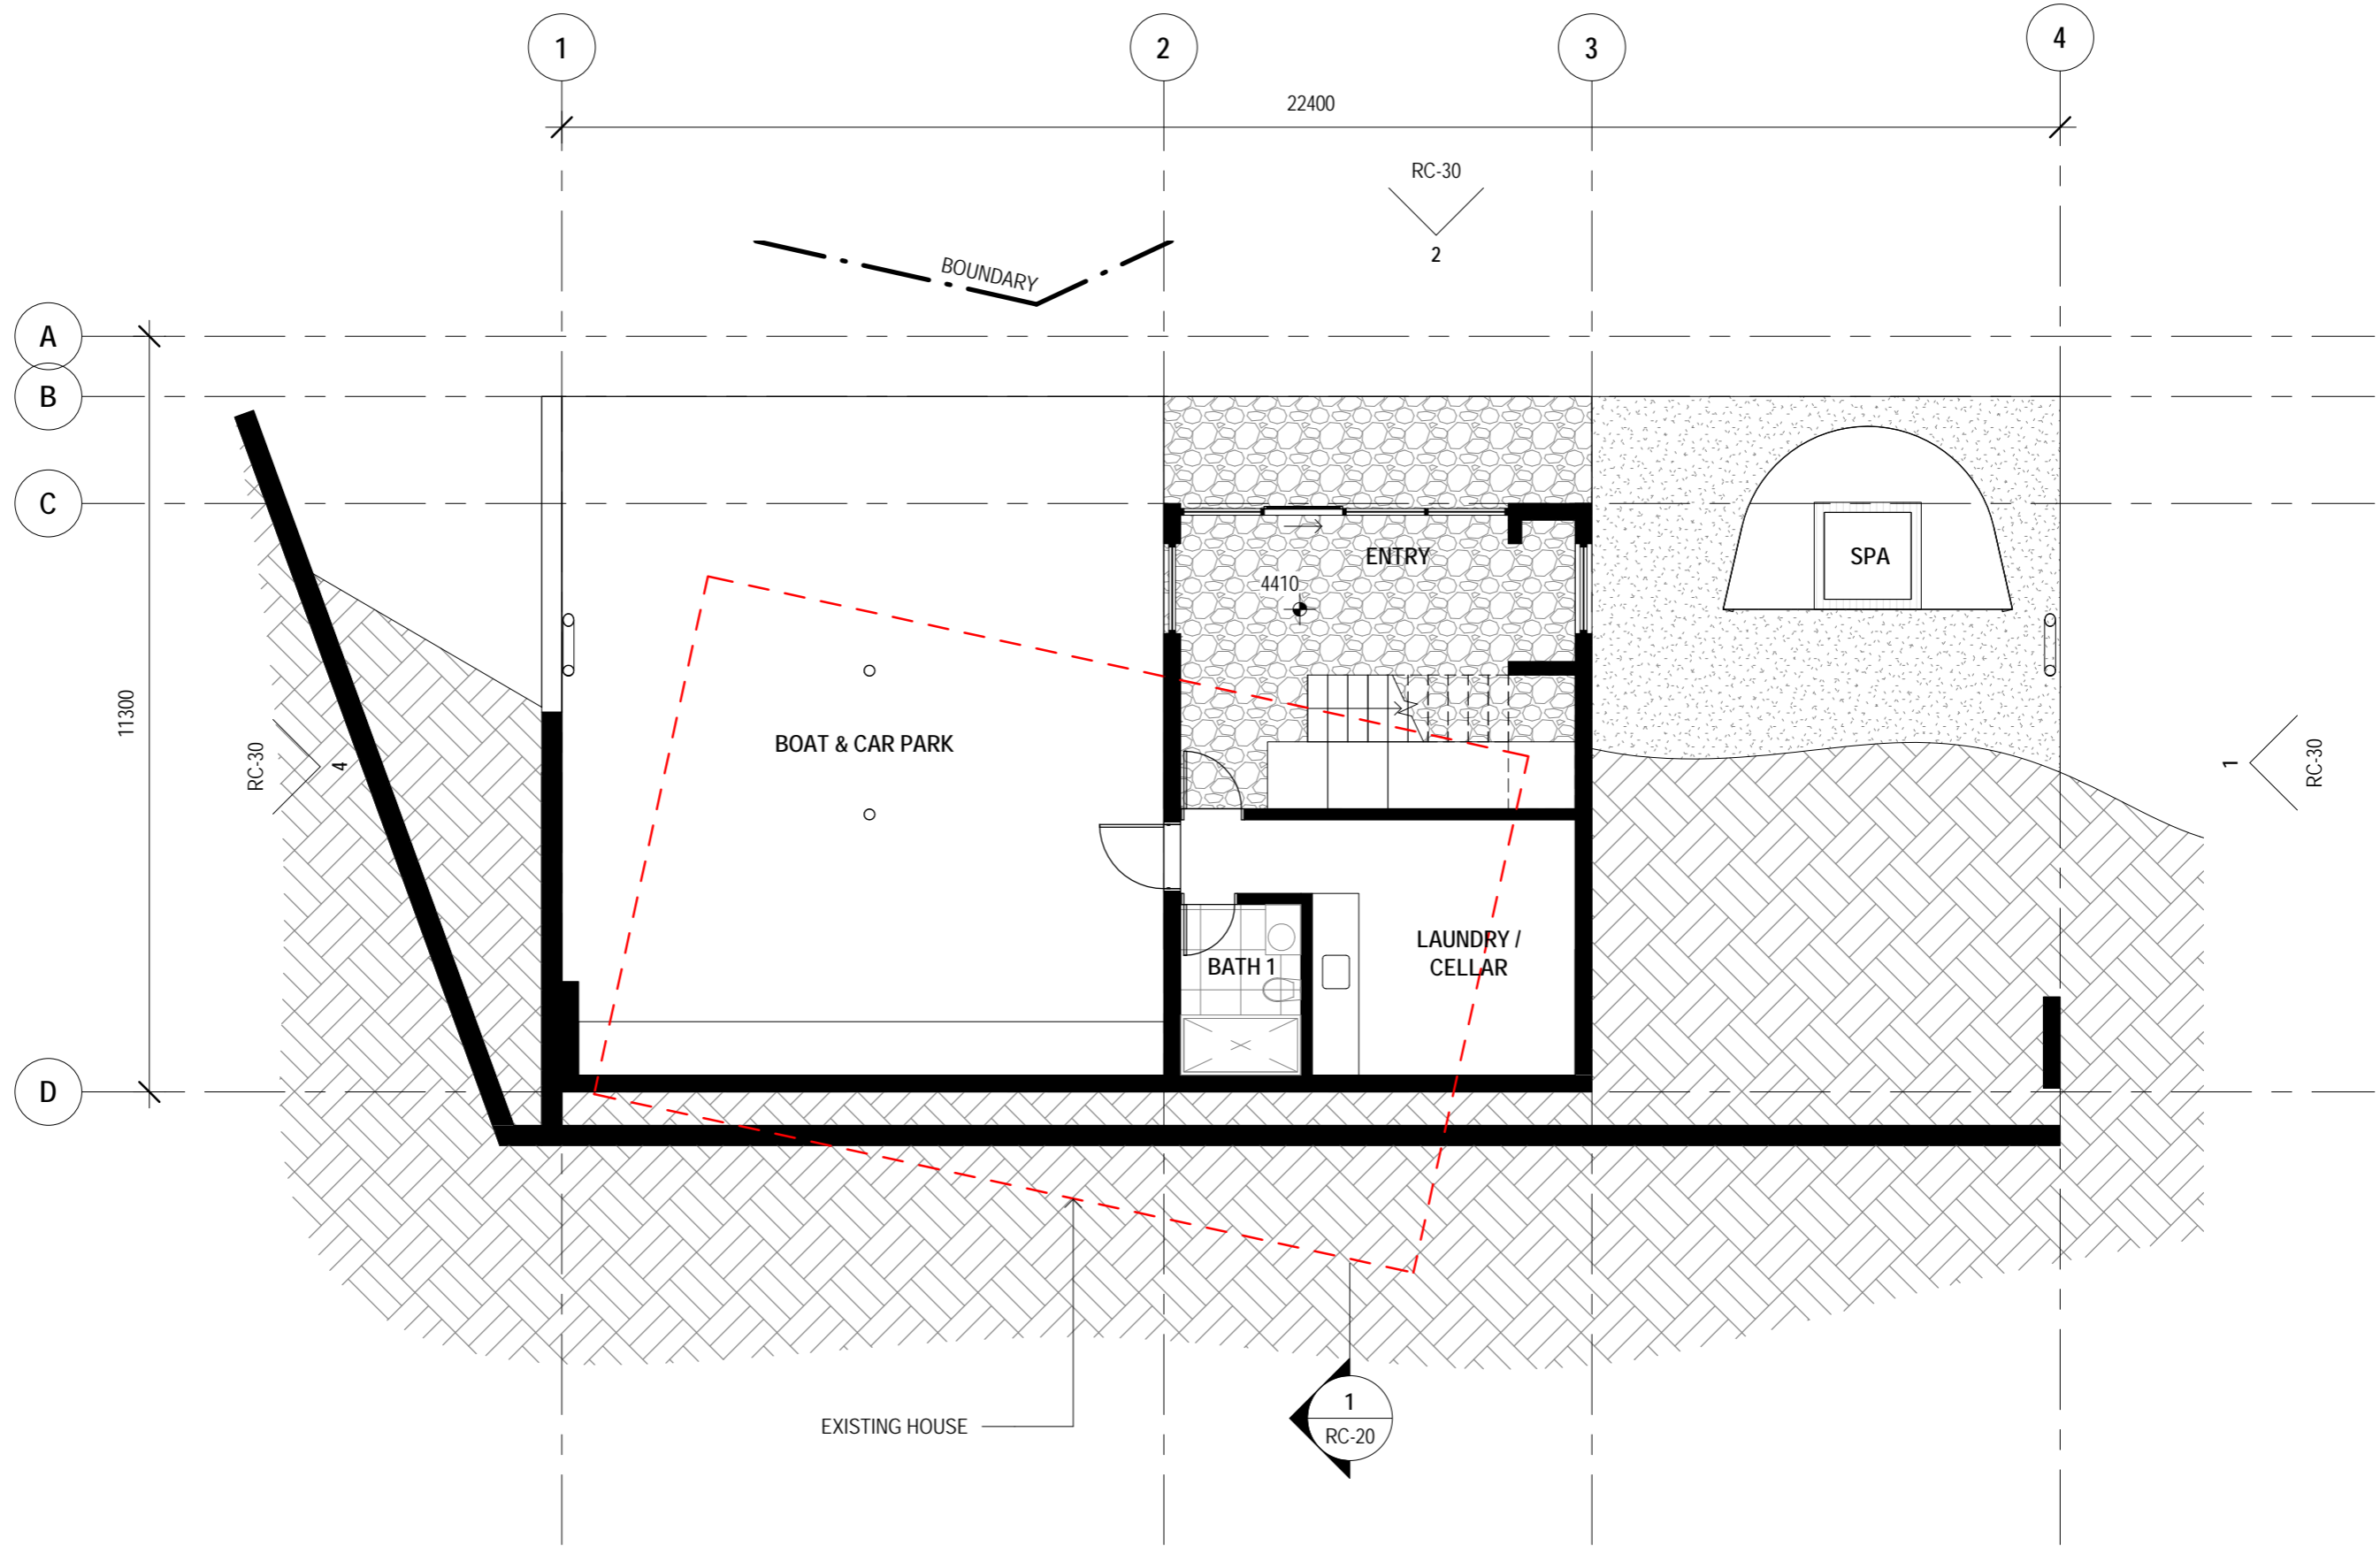 1
2
3
4
22400
RC-30
2
BOUNDARY
A
B
C
D
11300
ENTRY
4410
SPA
BOAT & CAR PARK
RC-30
4
1
RC-30
LAUNDRY /
CELLAR
BATH 1
EXISTING HOUSE
1
RC-20